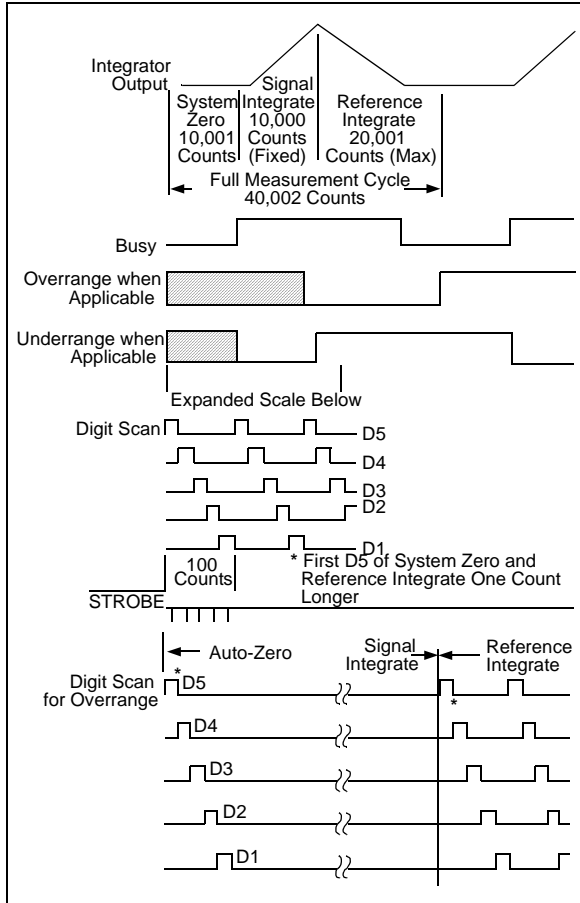 Integrator
Output
System
Zero
10,001
Counts
Signal
Integrate
10,000
Counts
(Fixed)
Reference
Integrate
20,001
Counts (Max)
Full Measurement Cycle
40,002 Counts
Busy
Overrange when
Applicable
Underrange when
Applicable
Expanded Scale Below
Digit Scan
D5
D4
D3
D2
D1
100
Counts
* First D5 of System Zero and
Reference Integrate One Count
Longer
STROBE
Auto-Zero
Signal
Integrate
Reference
Integrate
Digit Scan
for Overrange
* D5
*
D4
D3
D2
D1